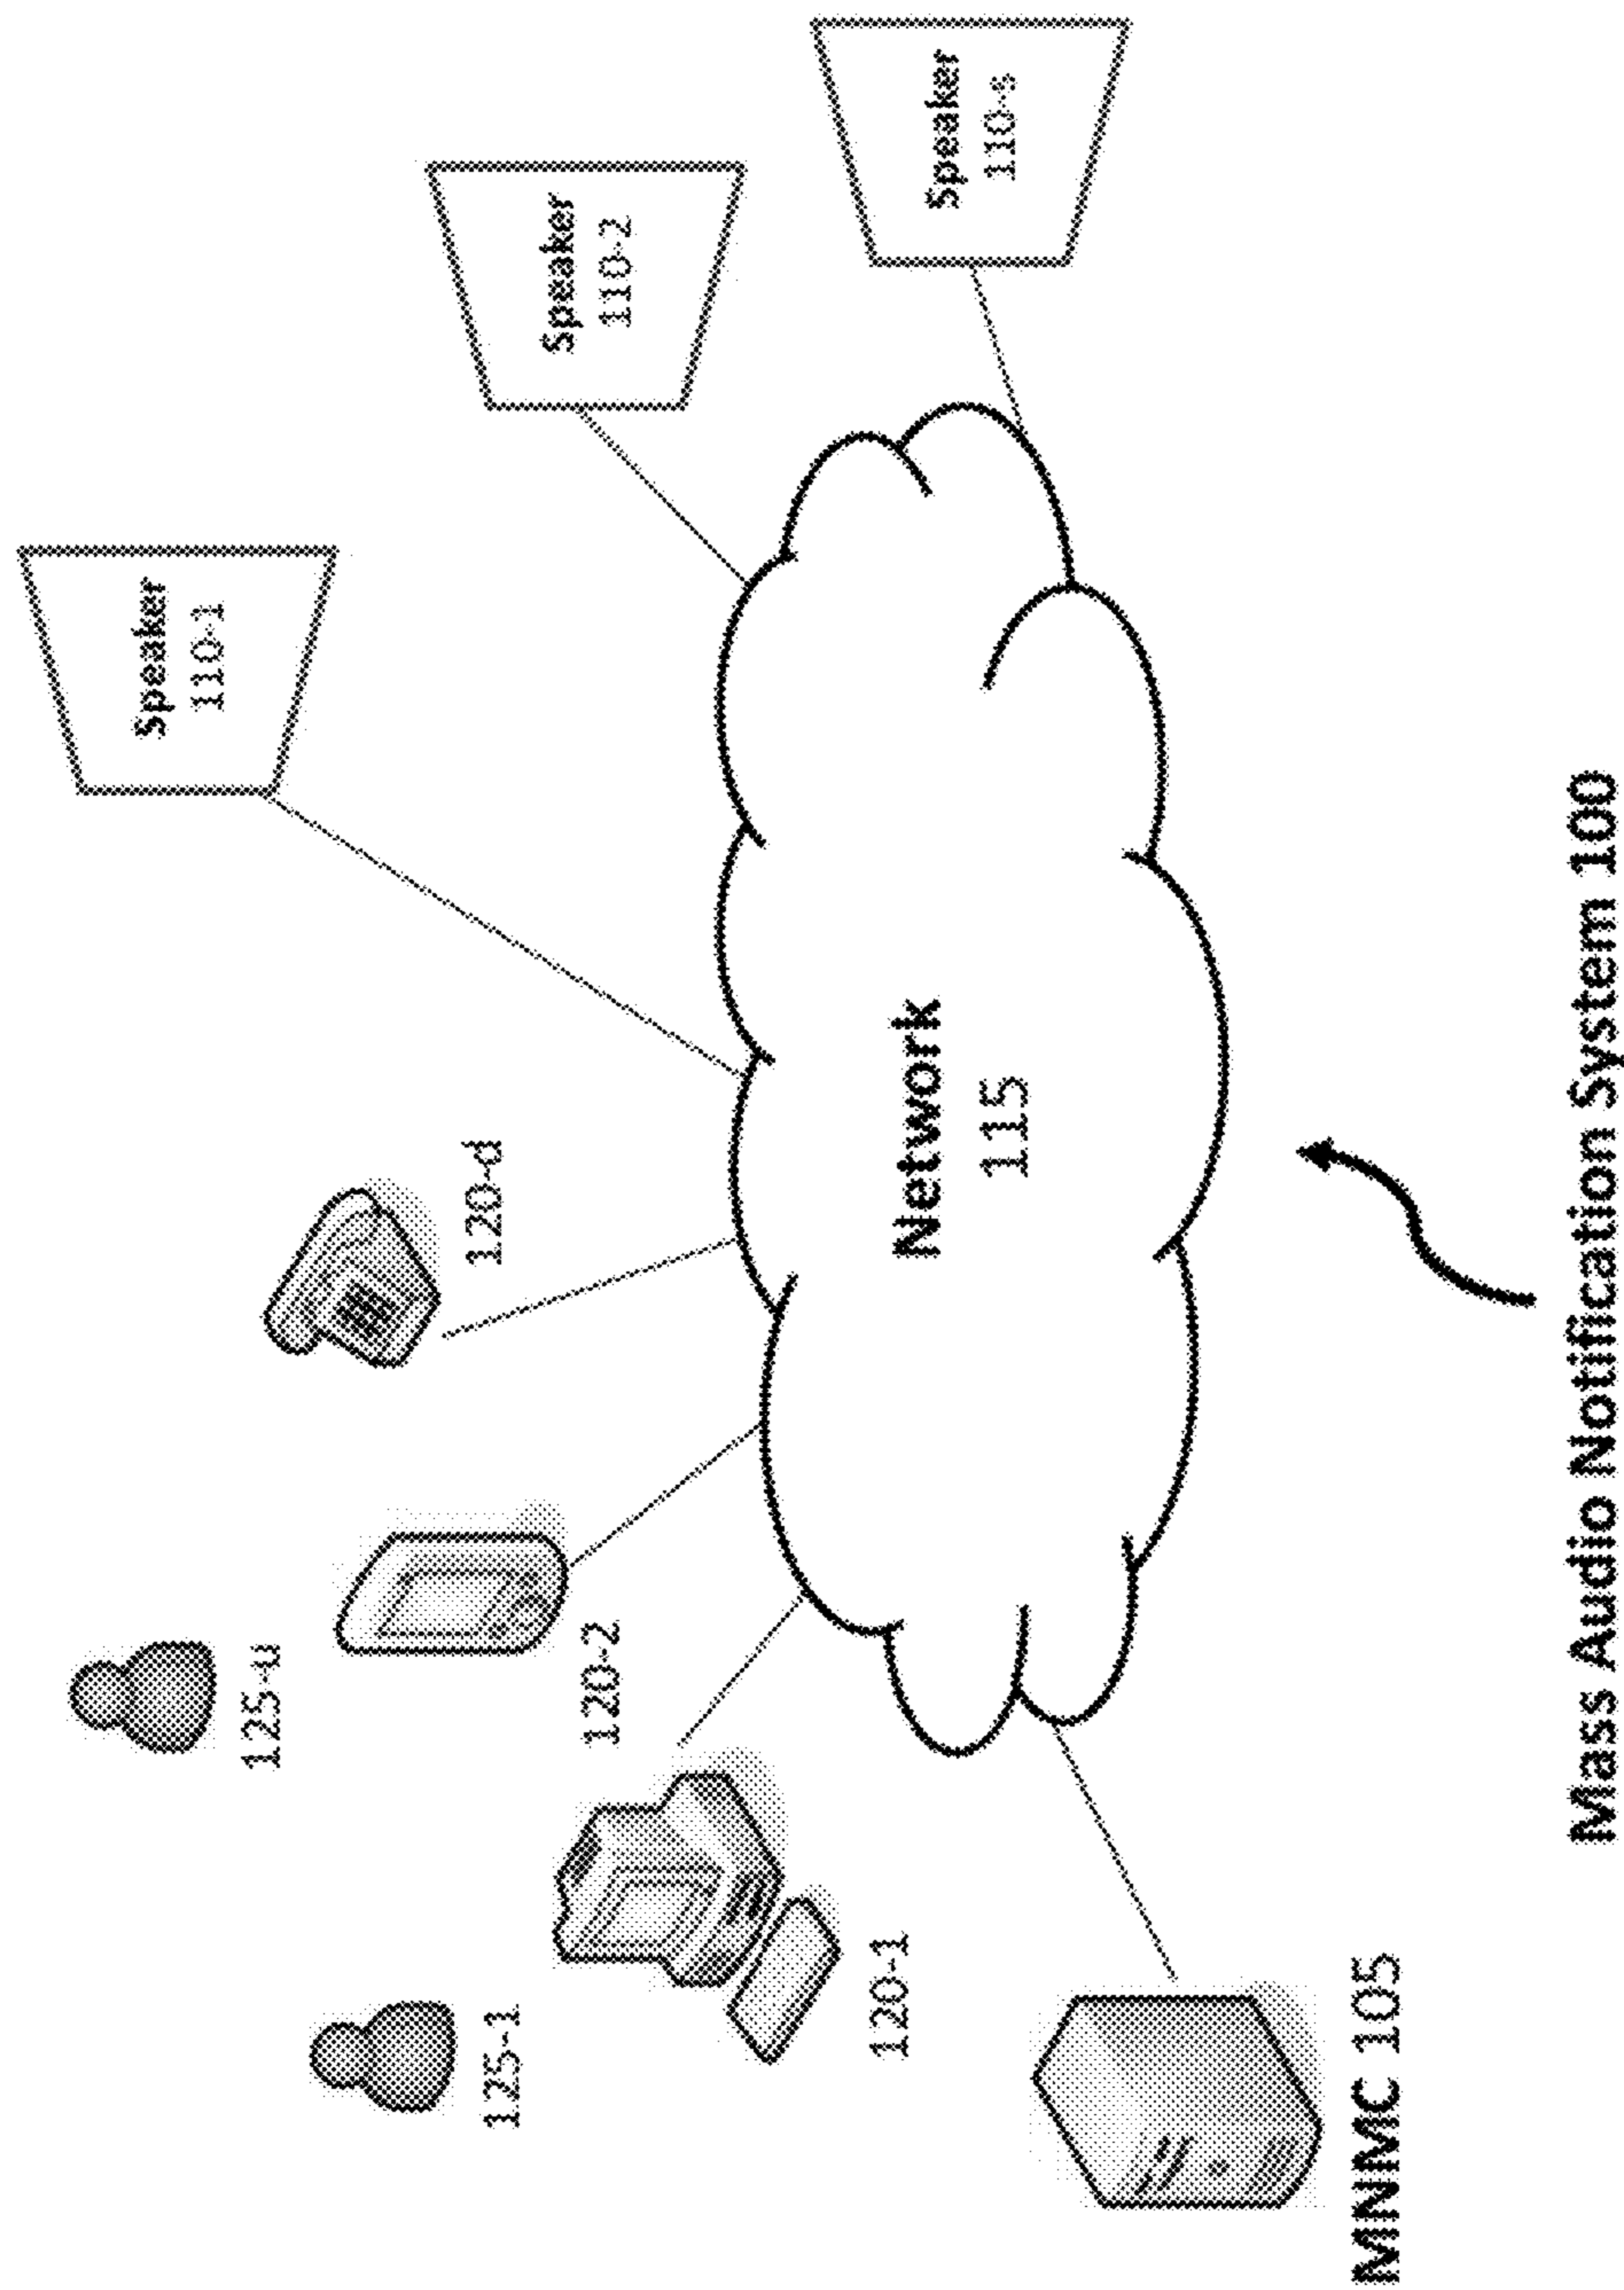 125-u
125-1
120-1
120-2
120-d
Speaker
110-1
Speaker
110-2
Speaker
110-s
Network
115
MNMC 105
Mass Audio Notification System 100